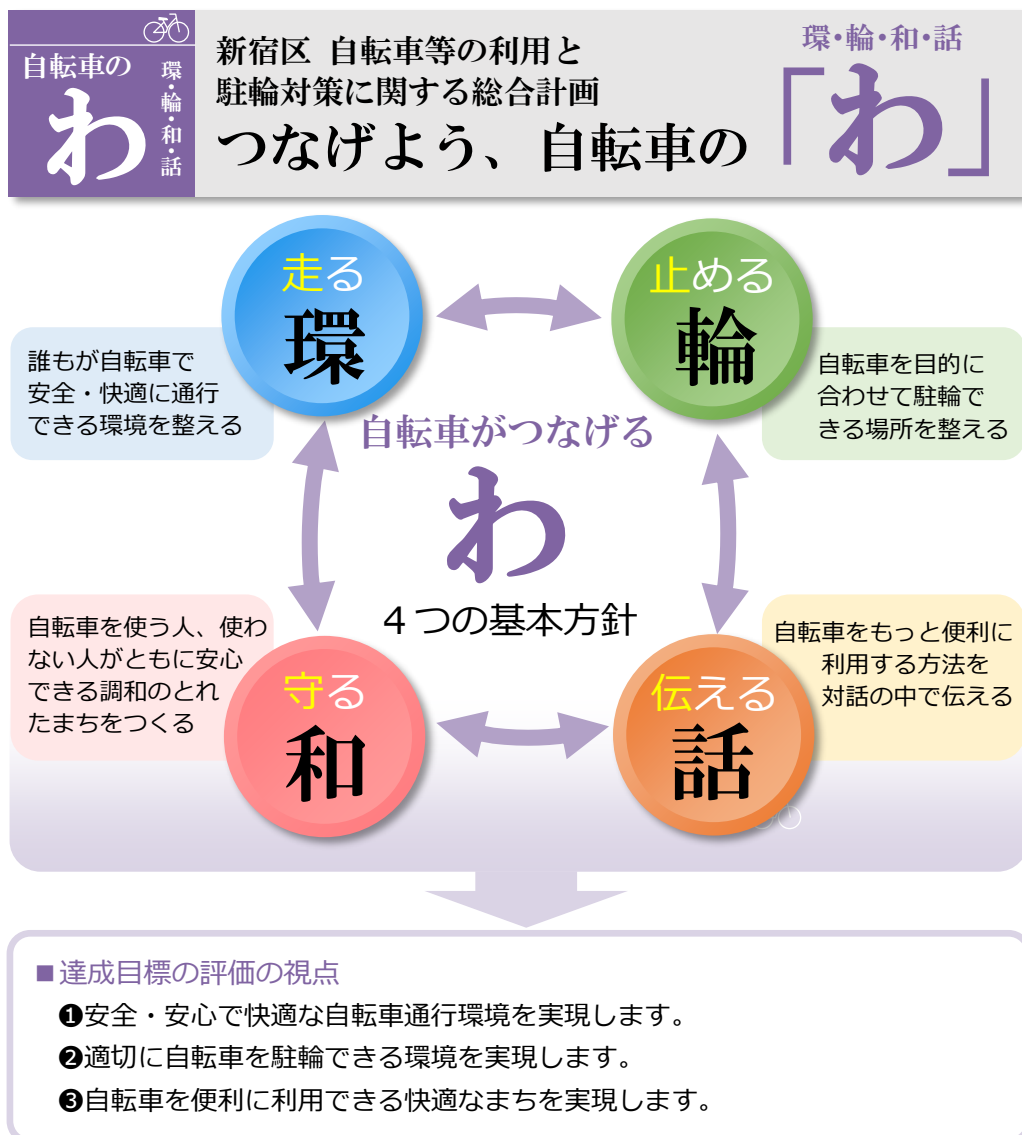 自転車の
わ
環・輪・和・話
新宿区 自転車等の利用と
駐輪対策に関する総合計画
環・輪・和・話
つなげよう、自転車の「わ」
走る
環
誰もが自転車で
安全・快適に通行
できる環境を整える
止める
輪
自転車を目的に
合わせて駐輪で
きる場所を整える
自転車がつなげる
わ
４つの基本方針
自転車を使う人、使わ
ない人がともに安心
できる調和のとれ
たまちをつくる
守る
和
伝える
話
自転車をもっと便利に
利用する方法を
対話の中で伝える
■達成目標の評価の視点
❶安全・安心で快適な自転車通行環境を実現します。
❷適切に自転車を駐輪できる環境を実現します。
❸自転車を便利に利用できる快適なまちを実現します。